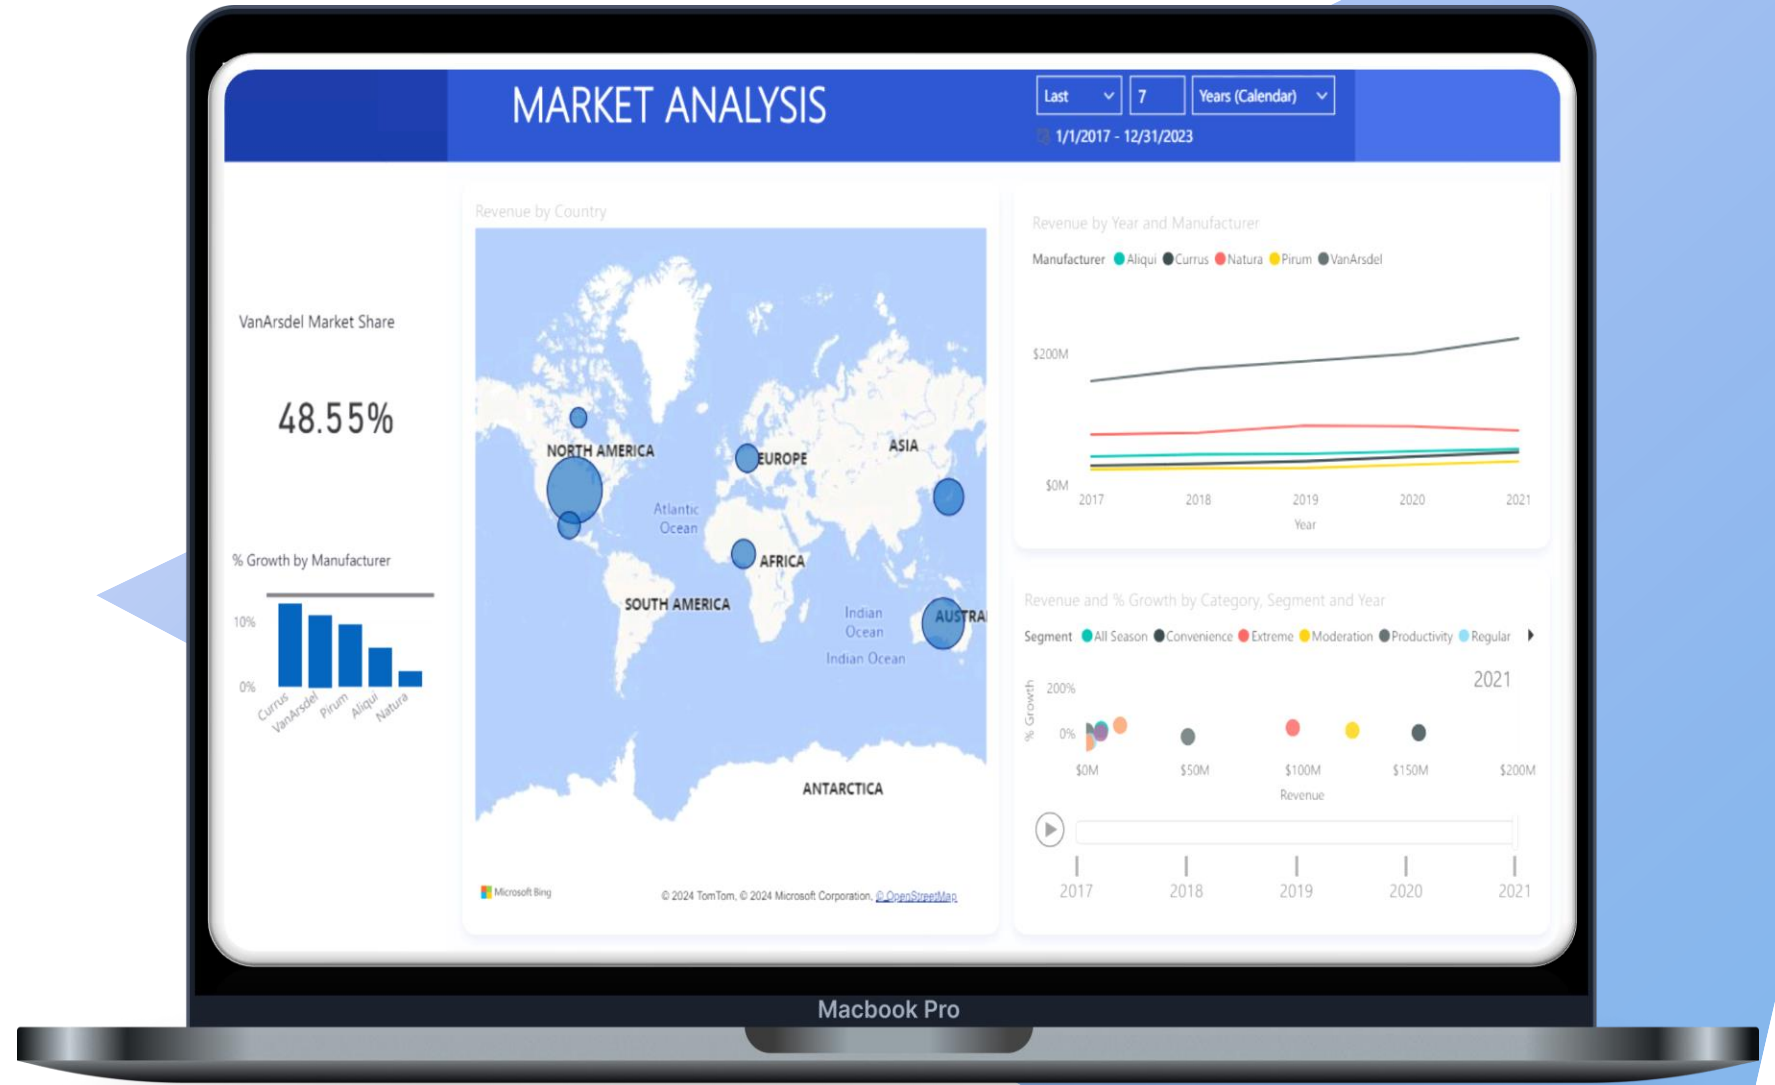 MARKET ANALYSIS
Last 7 Years (Calendar)
1/1/2017 - 12/31/2023
VanArsdel Market Share
48.55%
% Growth by Manufacturer
10%
0%
Currus VanArsdel Pirum Aliqui Natura
Revenue by Country
NORTH AMERICA
EUROPE
ASIA
Atlantic
Ocean
AFRICA
SOUTH AMERICA
Indian
Ocean
AUSTRA
Indian Ocean
ANTARCTICA
Microsoft Bing
© 2024 TomTom, © 2024 Microsoft Corporation, © OpenStreetMap
Revenue by Year and Manufacturer
Manufacturer Aliqui Currus Natura Pirum VanArsdel
$200M
$0M
2017 2018 2019 2020 2021
Year
Revenue and % Growth by Category, Segment and Year
Segment All Season Convenience Extreme Moderation Productivity Regular
2021
% Growth
200%
0%
$0M $50M $100M $150M $200M
Revenue
2017 2018 2019 2020 2021
Macbook Pro